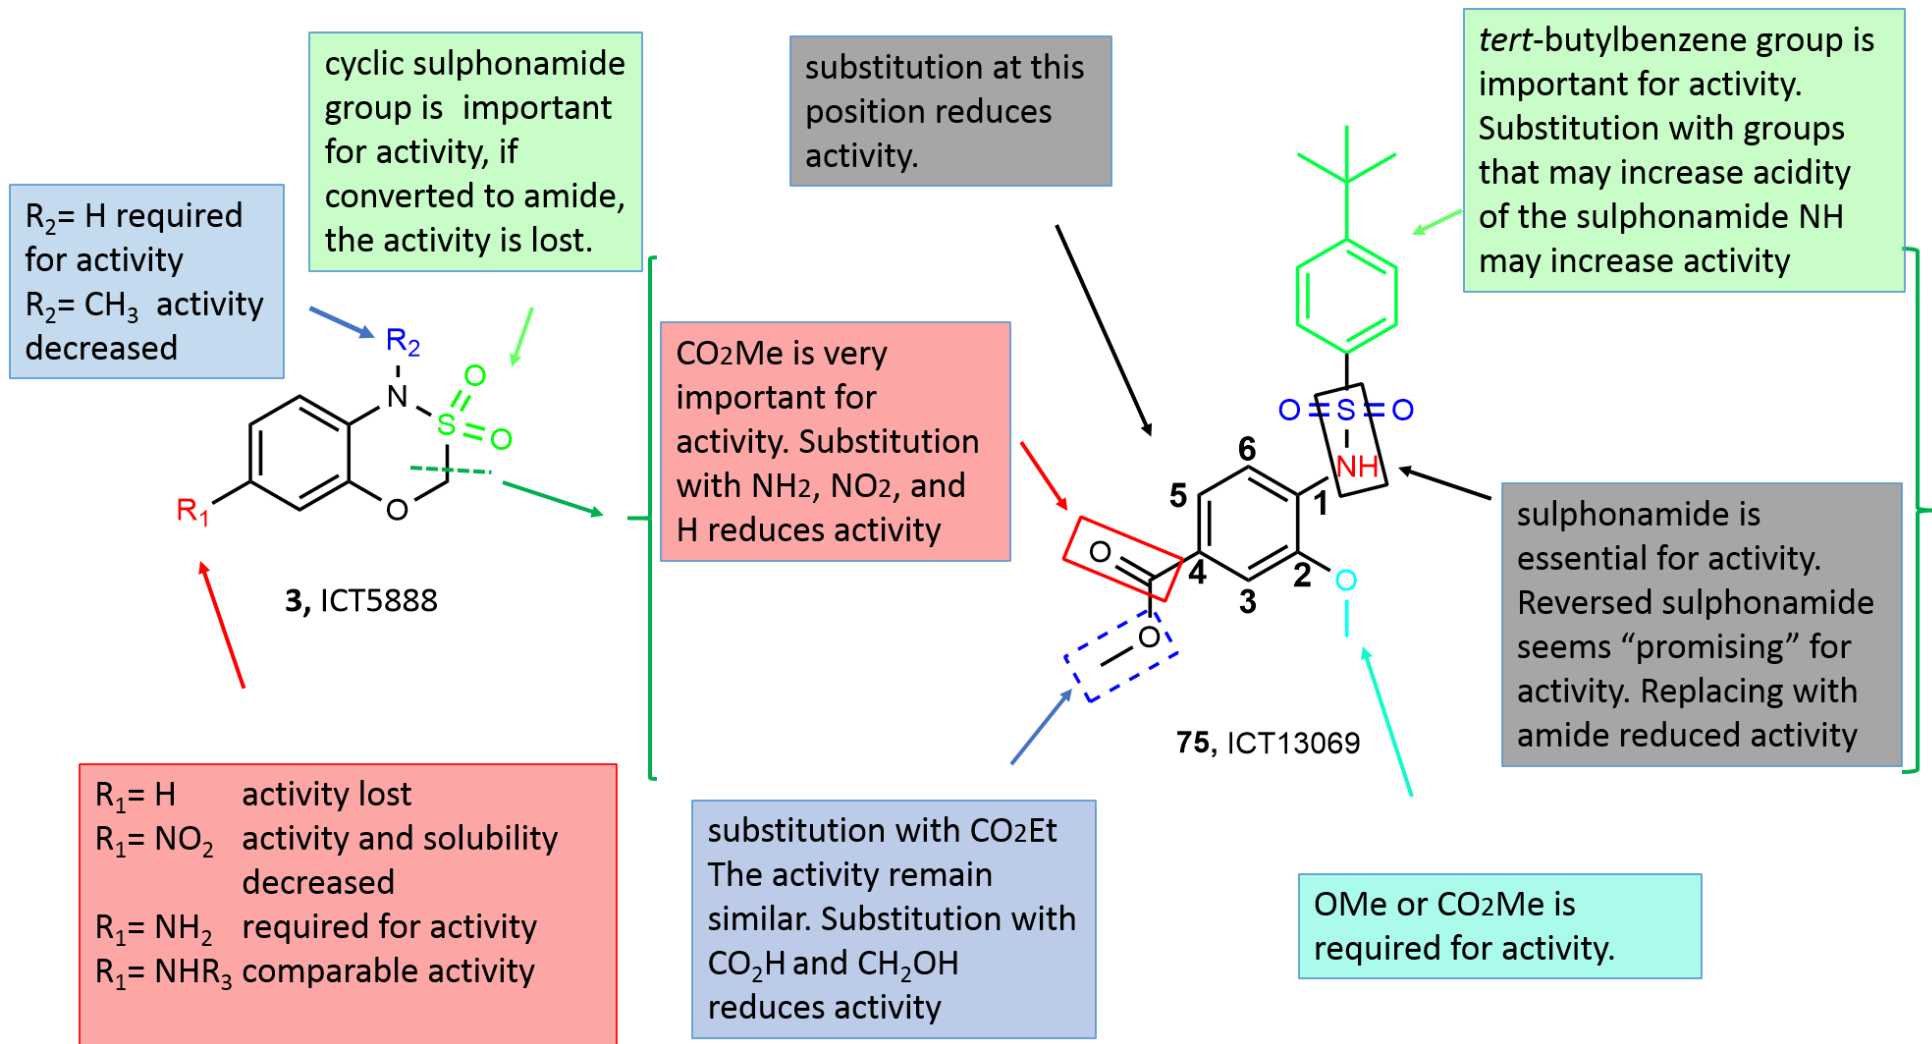 cyclic sulphonamide
group is important
for activity, if
converted to amide,
the activity is lost.
substitution at this
position reduces
activity.
tert-butylbenzene group is
important for activity.
Substitution with groups
that may increase acidity
of the sulphonamide NH
may increase activity
R₂= H required
for activity
R₂= CH₃ activity
decreased
R₂
N
O
S
O
O
R₁
3, ICT5888
CO2Me is very
important for
activity. Substitution
with NH2, NO2, and
H reduces activity
O
S
O
NH
6
5
1
4
2
3
O
O
O
75, ICT13069
sulphonamide is
essential for activity.
Reversed sulphonamide
seems “promising” for
activity. Replacing with
amide reduced activity
R₁= H activity lost
R₁= NO₂ activity and solubility
decreased
R₁= NH₂ required for activity
R₁= NHR₃ comparable activity
substitution with CO2Et
The activity remain
similar. Substitution with
CO₂H and CH₂OH
reduces activity
OMe or CO2Me is
required for activity.